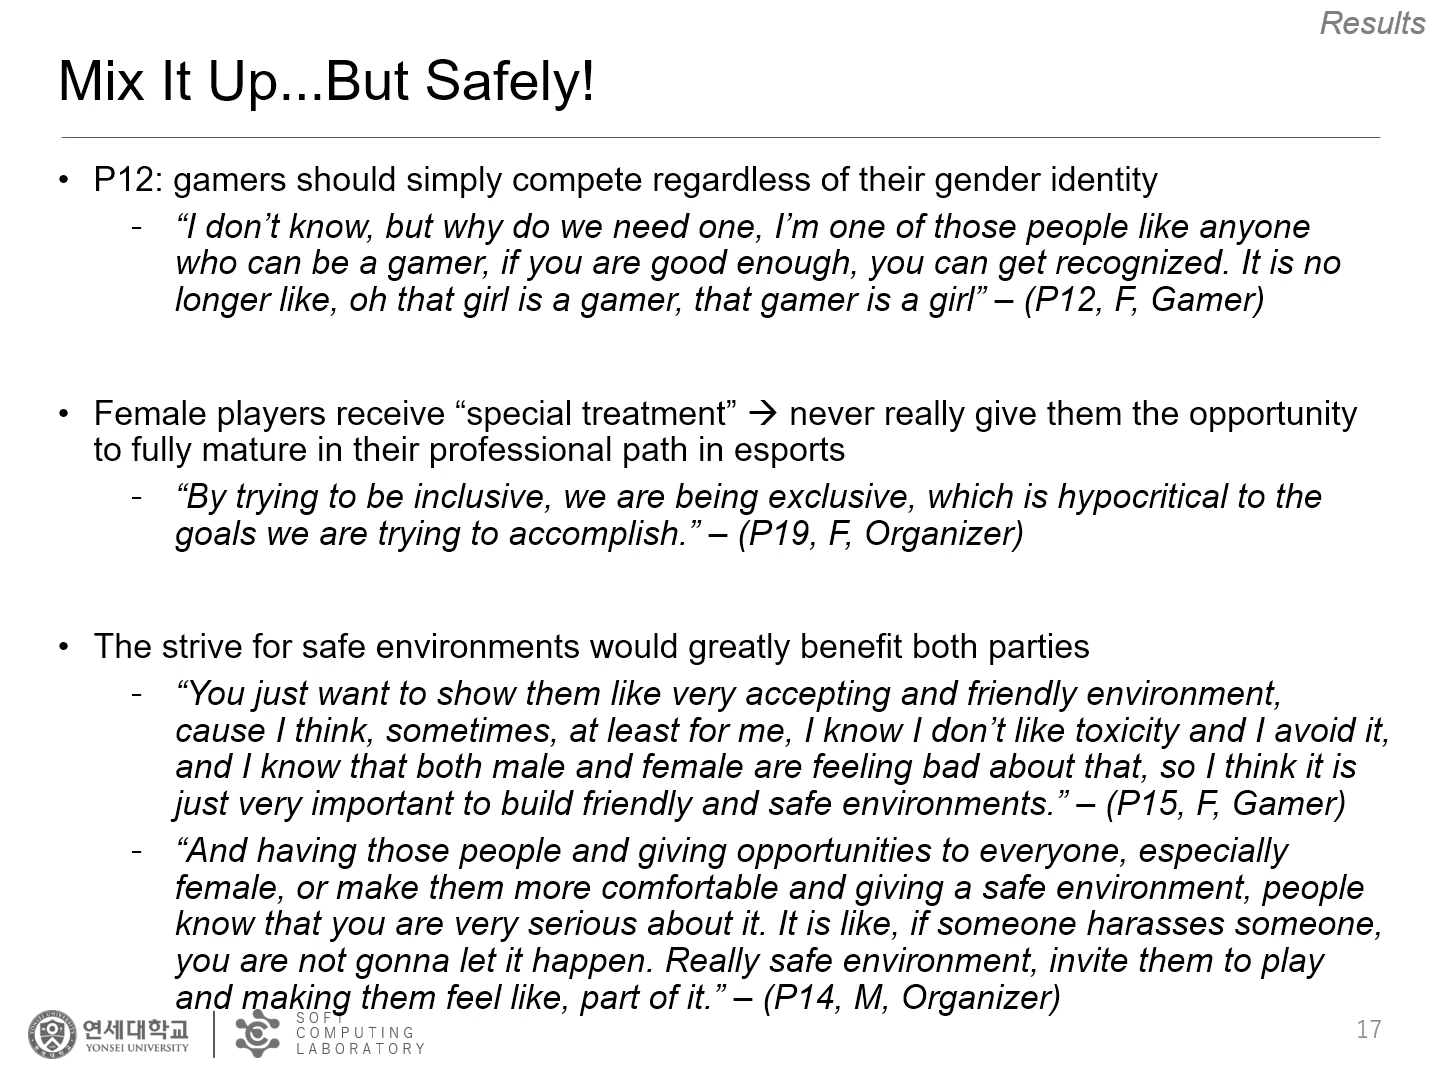 Results
Mix It Up...But Safely!
• P12: gamers should simply compete regardless of their gender identity
- “I don’t know, but why do we need one, I’m one of those people like anyone
who can be a gamer, if you are good enough, you can get recognized. It is no
longer like, oh that girl is a gamer, that gamer is a girl” – (P12, F, Gamer)
• Female players receive “special treatment” → never really give them the opportunity
to fully mature in their professional path in esports
- “By trying to be inclusive, we are being exclusive, which is hypocritical to the
goals we are trying to accomplish.” – (P19, F, Organizer)
• The strive for safe environments would greatly benefit both parties
- “You just want to show them like very accepting and friendly environment,
cause I think, sometimes, at least for me, I know I don’t like toxicity and I avoid it,
and I know that both male and female are feeling bad about that, so I think it is
just very important to build friendly and safe environments.” – (P15, F, Gamer)
- “And having those people and giving opportunities to everyone, especially
female, or make them more comfortable and giving a safe environment, people
know that you are very serious about it. It is like, if someone harasses someone,
you are not gonna let it happen. Really safe environment, invite them to play
and making them feel like, part of it.” – (P14, M, Organizer)
연세대학교
YONSEI UNIVERSITY
SOFT
COMPUTING
LABORATORY
17